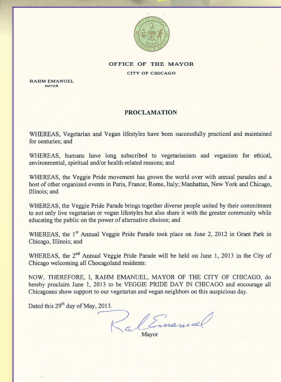 OFFICE OF THE MAYOR
CITY OF CHICAGO
RAHM EMANUEL
MAYOR
PROCLAMATION
WHEREAS, Vegetarian and Vegan lifestyles have been successfully practiced and maintained
for centuries; and
WHEREAS, humans have long subscribed to vegetarianism and veganism for ethical,
environmental, spiritual and/or health-related reasons; and
WHEREAS, the Veggie Pride movement has grown the world over with annual parades and a
host of other organized events in Paris, France, Rome, Italy; Manhattan, New York and Chicago,
Illinois; and
WHEREAS, the Veggie Pride Parade brings together diverse people united by their commitment
to not only live vegetarian or vegan lifestyles but also share it with the greater community while
educating the public on the power of alternative choices; and
WHEREAS, the 1st Annual Veggie Pride Parade took place on June 2, 2012 in Grant Park in
Chicago, Illinois; and
WHEREAS, the 2nd Annual Veggie Pride Parade will be held on June 1, 2013 in the City of
Chicago welcoming all Chocagoland residents:
NOW, THEREFORE, I, RAHM EMANUEL, MAYOR OF THE CITY OF CHICAGO, do
hereby proclaim June 1, 2013 to be VEGGIE PRIDE DAY IN CHICAGO and encourage all
Chicagoans show support to our vegetarian and vegan neighbors on this auspicious day.
Dated this 29th day of May, 2013.
Rahm Emanuel
Mayor